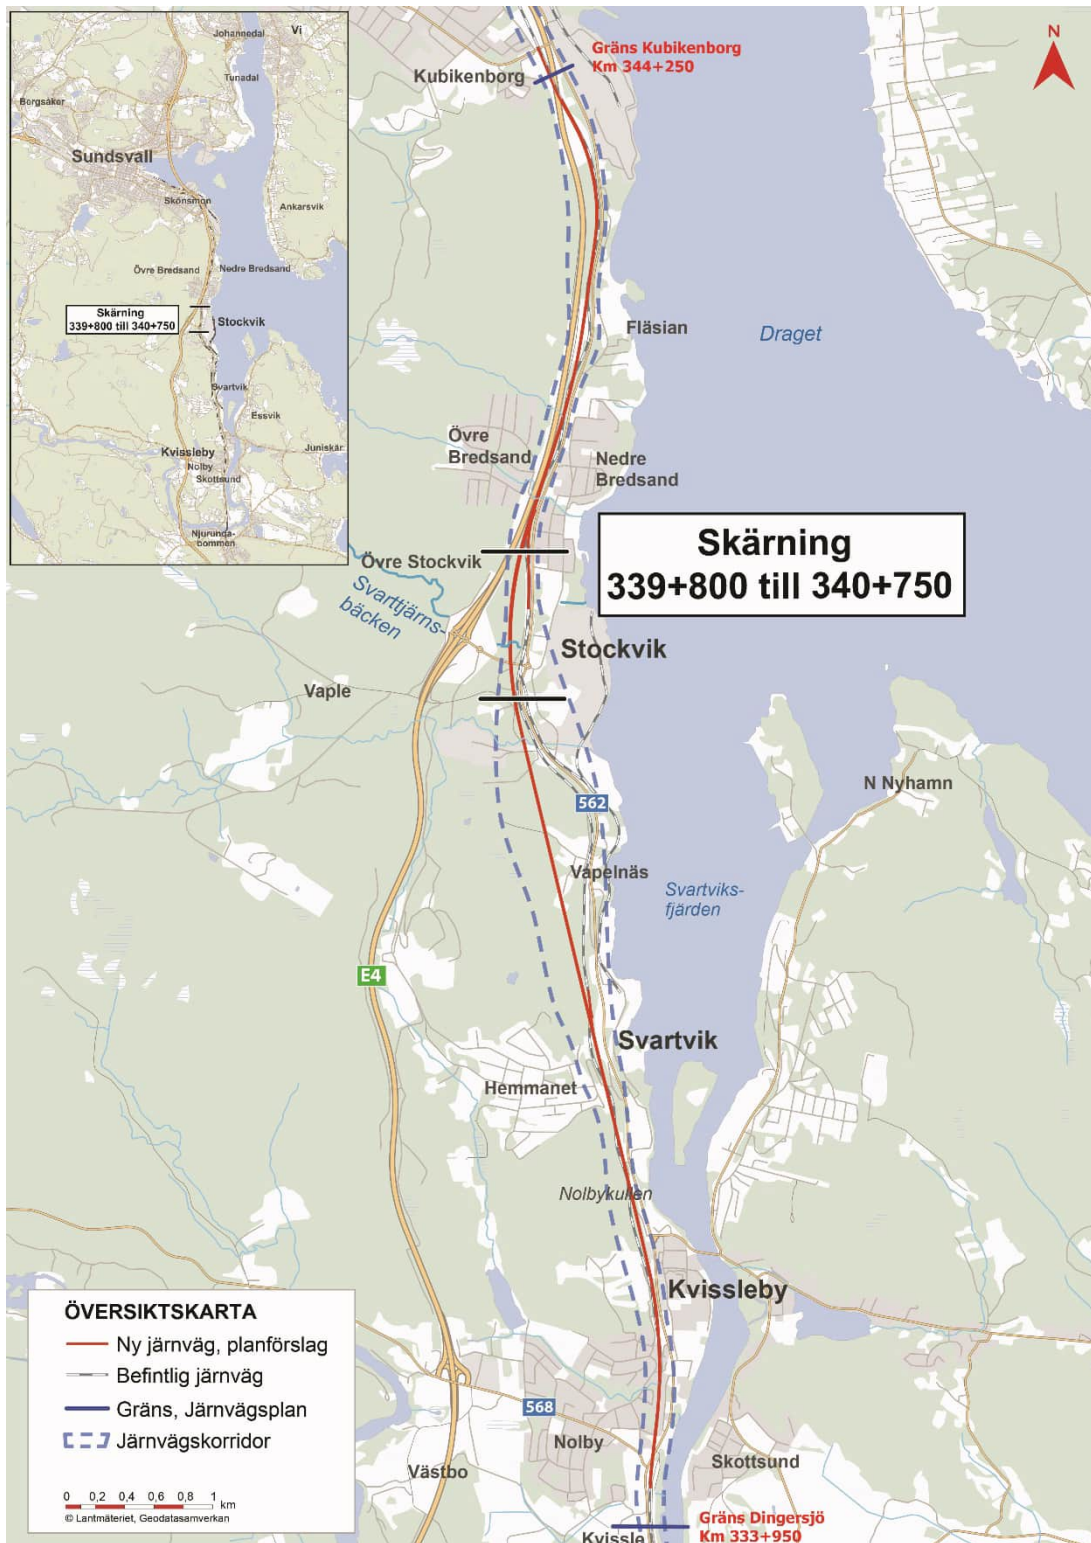 Johannedal
Vi
Tunadal
Borgsåker
Sundsvall
Skönsmon
Ankarsvik
Övre Bredsand
Nedre Bredsand
Skärning
339+800 till 340+750
Stockvik
Svartvik
Essvik
Kvissleby
Juniskär
Nolby
Skottsund
Njurunda-
bommen
Gräns Kubikenborg
Km 344+250
N
Kubikenborg
Fläsian
Draget
Övre
Bredsand
Nedre
Bredsand
Skärning
339+800 till 340+750
Övre Stockvik
Svarttjärns-
bäcken
Stockvik
Vaple
N Nyhamn
562
Vapelnäs
Svartviks-
fjärden
E4
Svartvik
Hemmanet
Nolbykullen
Kvissleby
568
Nolby
Västbo
Skottsund
Kvissle
Gräns Dingersjö
Km 333+950
ÖVERSIKTSKARTA
Ny järnväg, planförslag
Befintlig järnväg
Gräns, Järnvägsplan
Järnvägskorridor
0 0,2 0,4 0,6 0,8 1 km
© Lantmäteriet, Geodatasamverkan